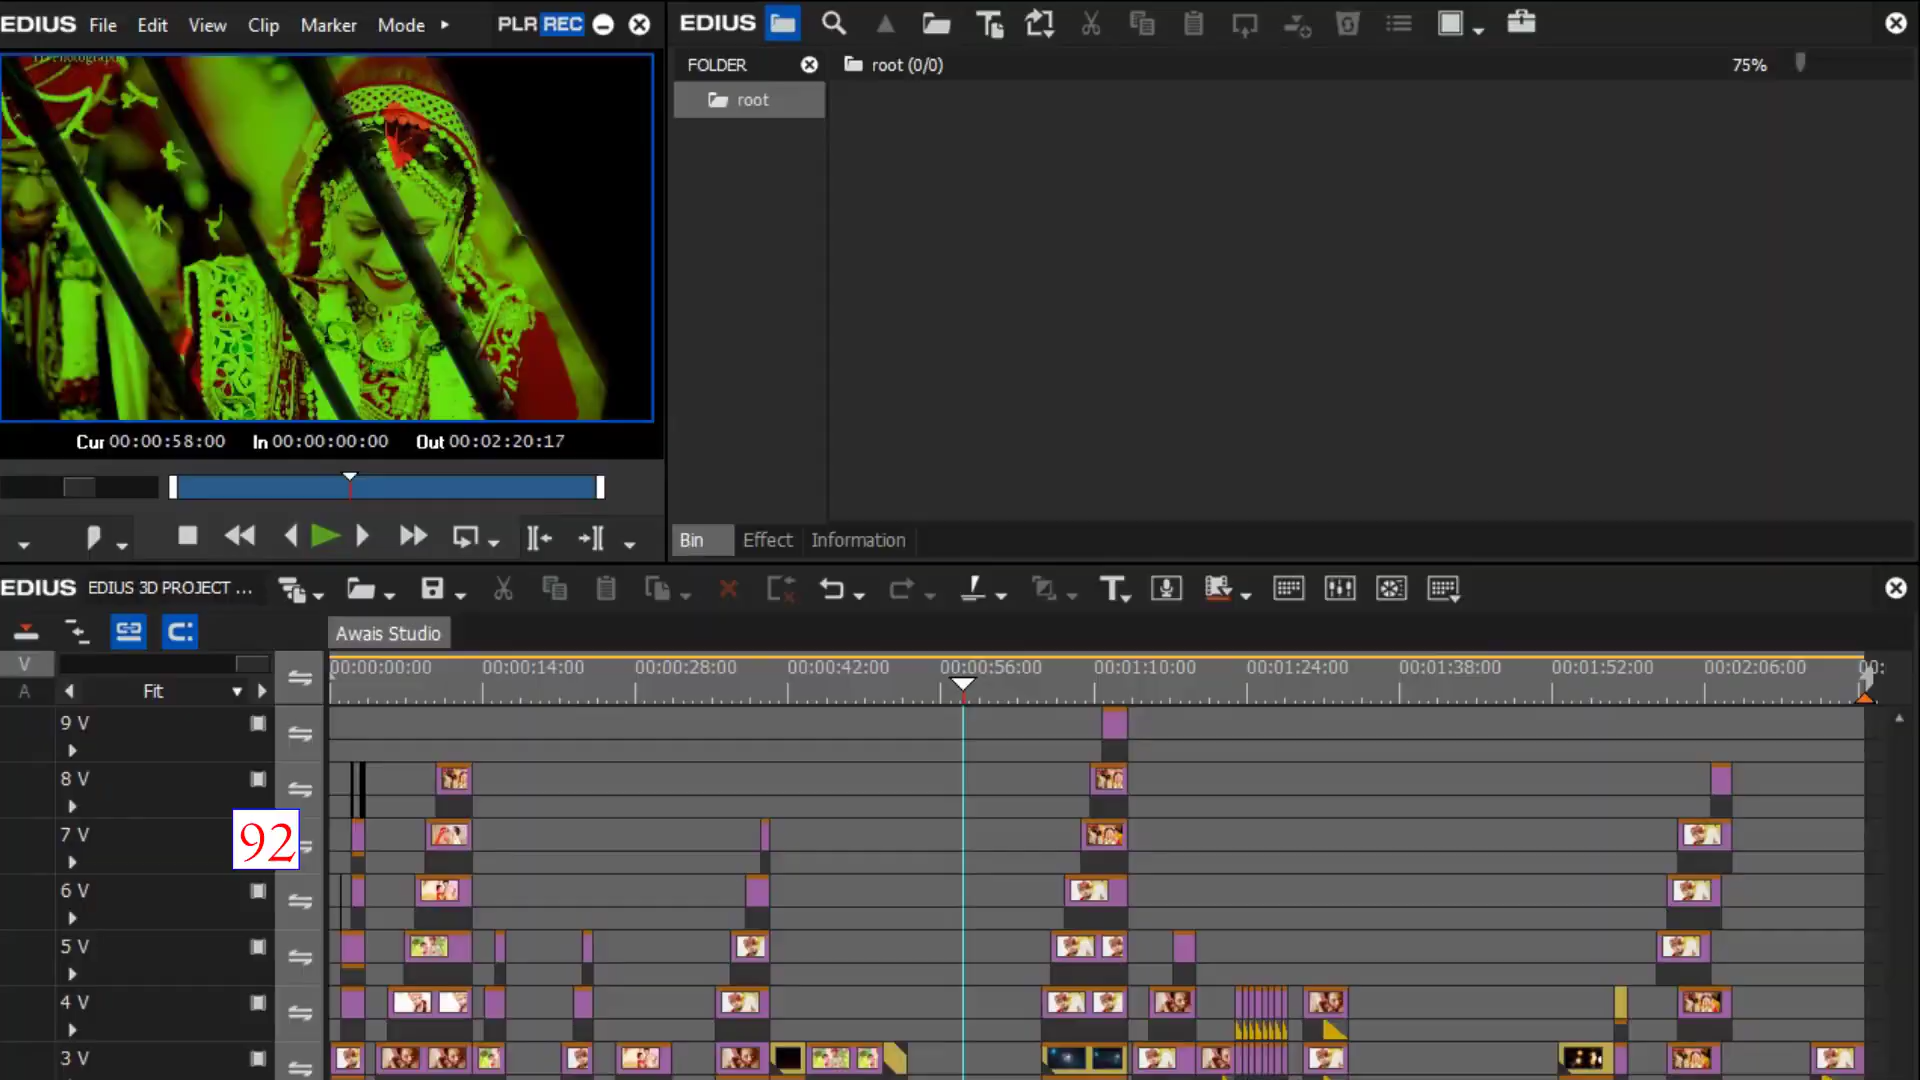 EDIUS File Edit View Clip Marker Mode PLR REC
EDIUS
FOLDER
root (0/0)
75%
root
Cur 00:00:58:00 In 00:00:00:00 Out 00:02:20:17
Bin Effect Information
EDIUS EDIUS 3D PROJECT ...
Awais Studio
V
A
Fit
00:00:00:00 00:00:14:00 00:00:28:00 00:00:42:00 00:00:56:00 00:01:10:00 00:01:24:00 00:01:38:00 00:01:52:00 00:02:06:00 00:
9 V
8 V
7 V
92
6 V
5 V
4 V
3 V